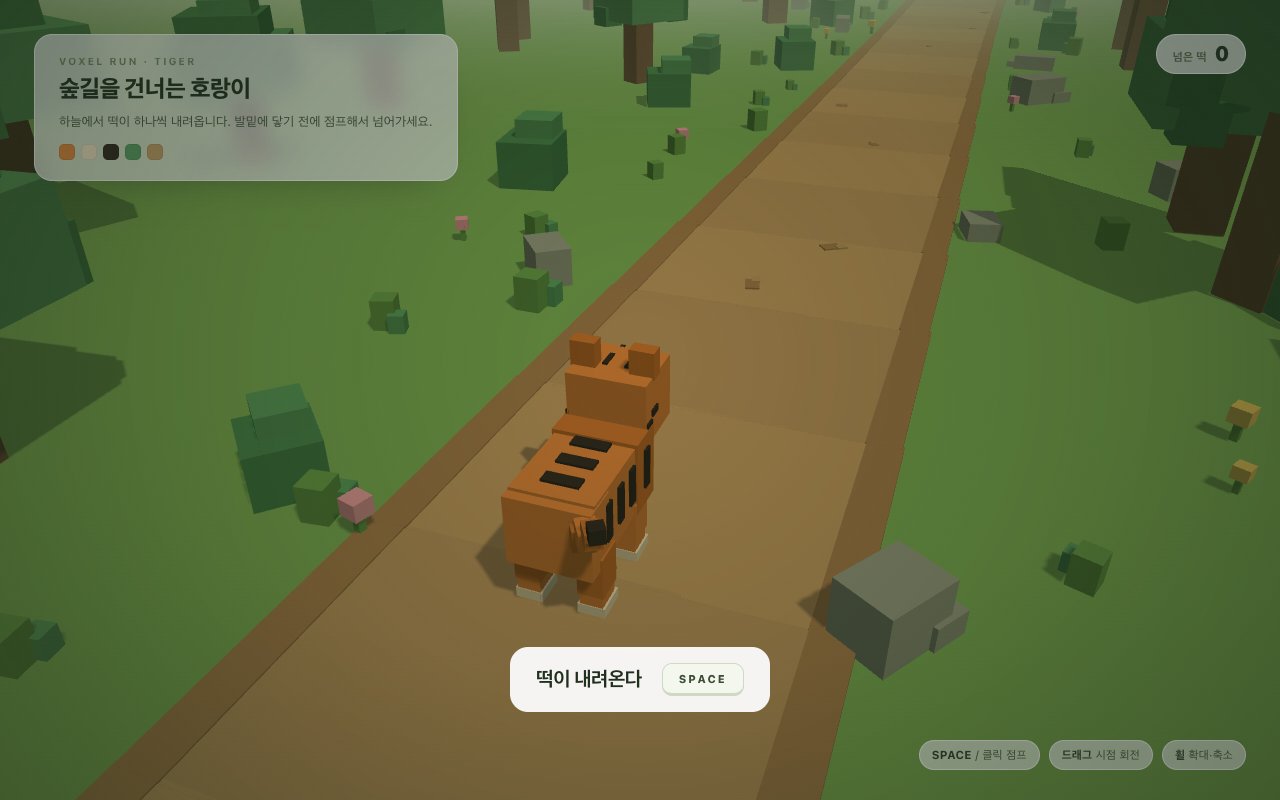 VOXEL RUN · TIGER
숲길을 건너는 호랑이
하늘에서 떡이 하나씩 내려옵니다. 발밑에 닿기 전에 점프해서 넘어가세요.
넘은 떡 0
떡이 내려온다 SPACE
SPACE / 클릭 점프 드래그 시점 회전 휠 확대·축소